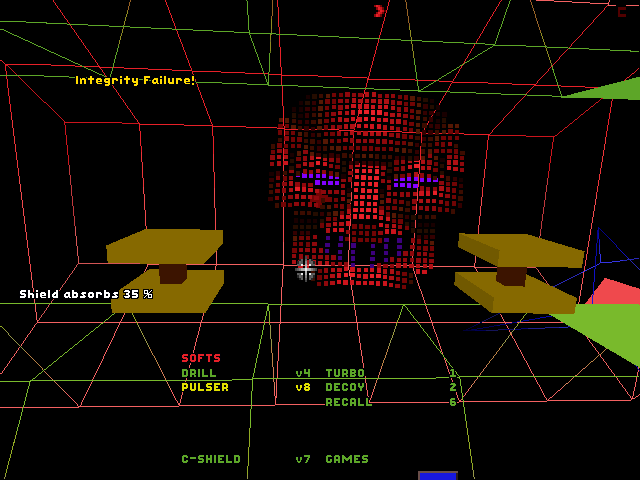 C
Integrity Failure!
Shield absorbs 35 %
SOFTS
DRILL v4 TURBO 1
PULSER v8 DECOY 2
RECALL 6
C-SHIELD v7 GAMES